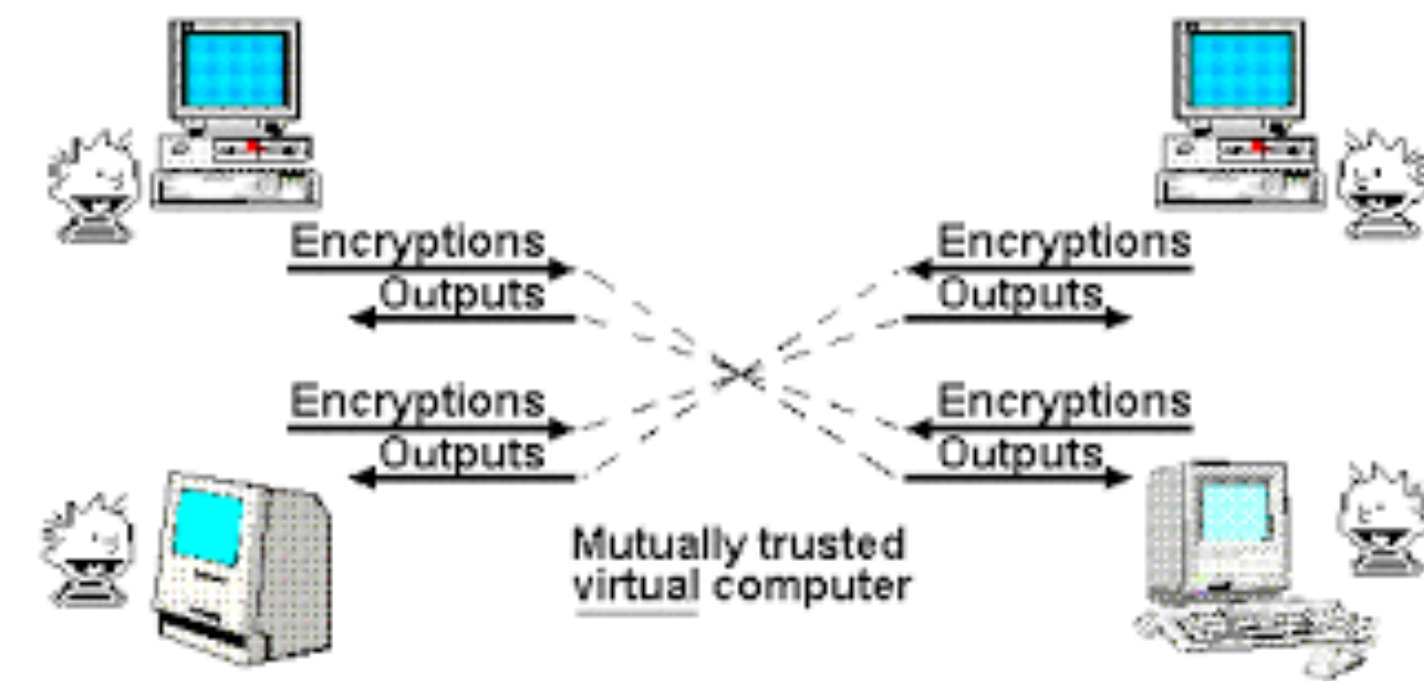 Encryptions
Encryptions
Outputs
Outputs
Encryptions
Encryptions
Outputs
Outputs
Mutually trusted
virtual computer